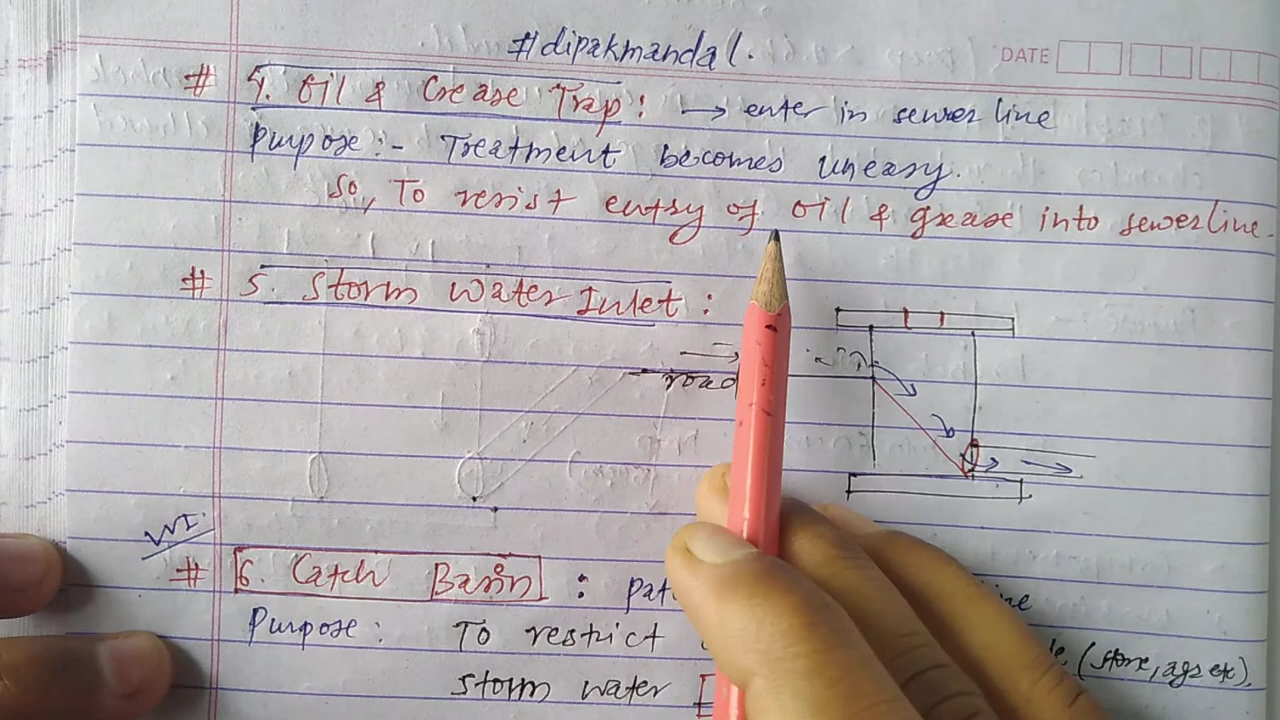 #dipakmandal.
DATE
# 4. Oil & Grease Trap: → enter in sewer line
Purpose:- Treatment becomes uneasy.
So, To resist entry of oil & grease into sewerline.
# 5. Storm Water Inlet:
road
VVI.
# 6. Catch Basin :
Purpose: To restrict (stone, ags etc).
storm water